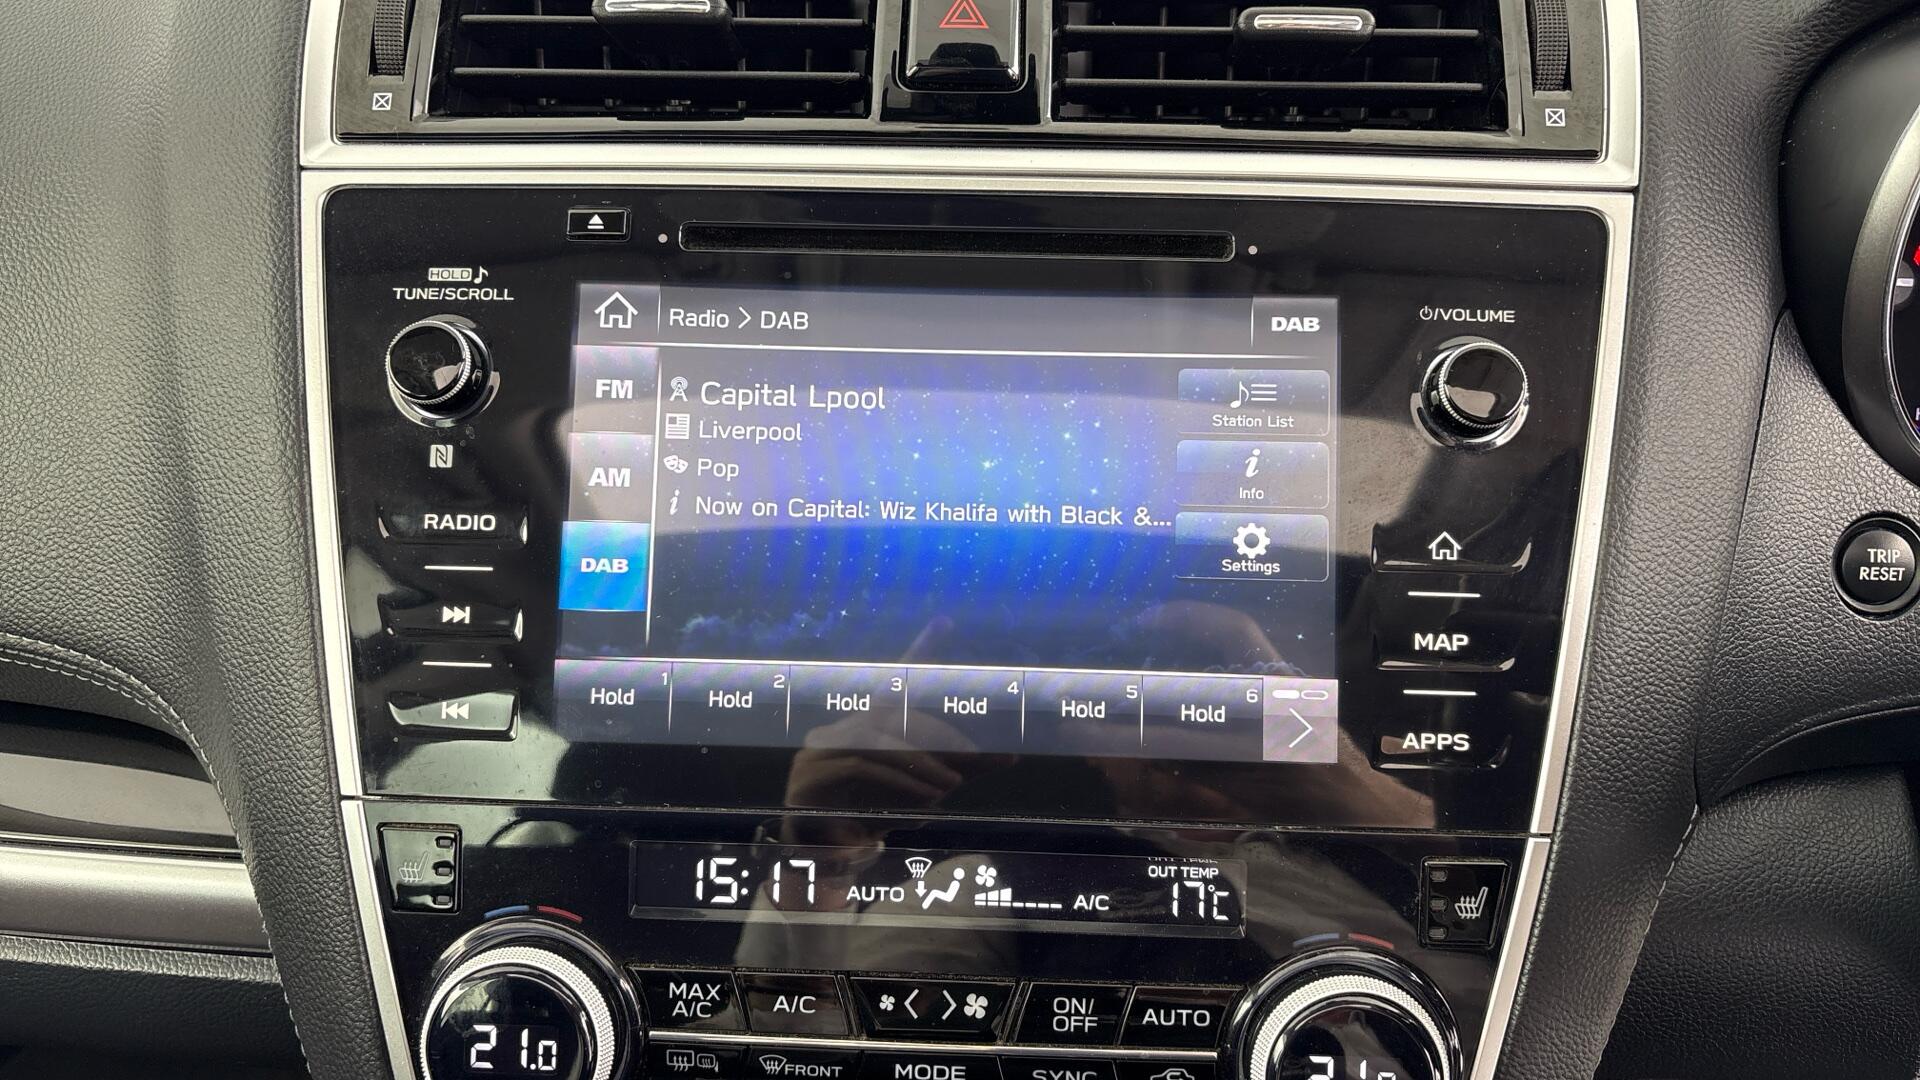 HOLD
TUNE/SCROLL
⏻/VOLUME
Radio > DAB
DAB
FM
Capital Lpool
Station List
Liverpool
AM
Pop
Info
Now on Capital: Wiz Khalifa with Black &...
DAB
Settings
RADIO
MAP
APPS
TRIP
RESET
Hold 1
Hold 2
Hold 3
Hold 4
Hold 5
Hold 6
15:17
AUTO
A/C
OUT TEMP
17°C
21.0
MAX
A/C
A/C
ON/
OFF
AUTO
FRONT
MODE
SYNC